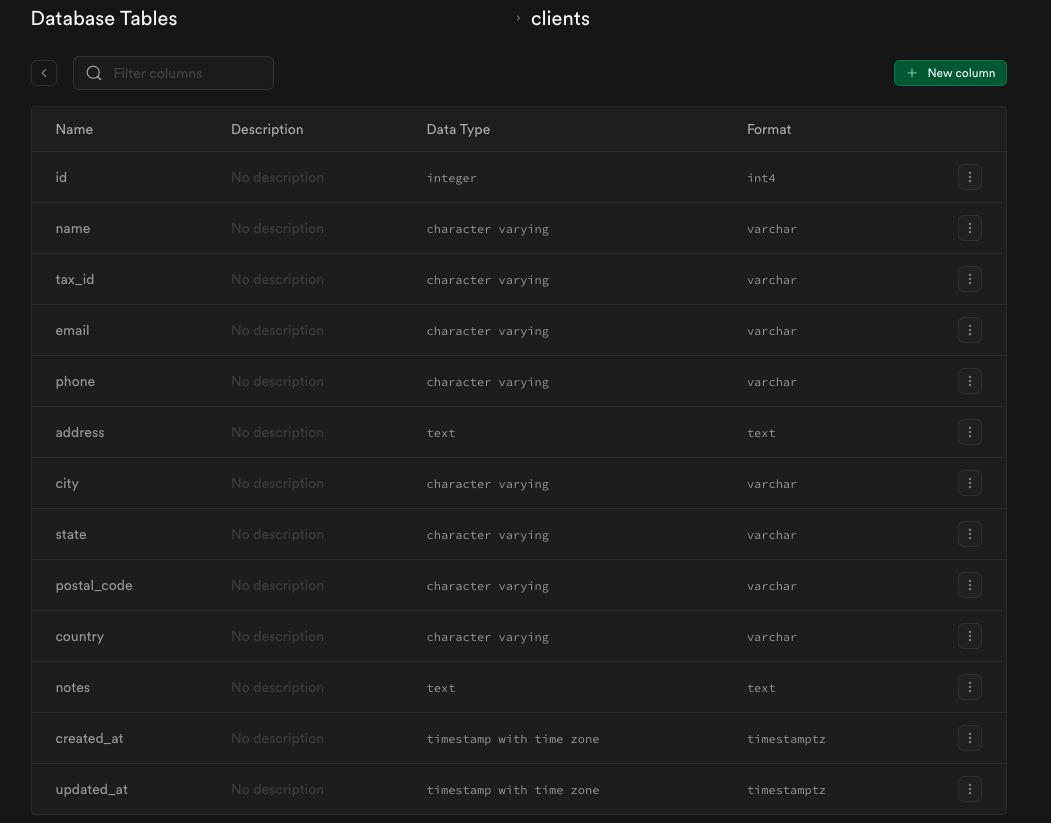 Database Tables › clients
Filter columns
+ New column
Name Description Data Type Format
id No description integer int4
name No description character varying varchar
tax_id No description character varying varchar
email No description character varying varchar
phone No description character varying varchar
address No description text text
city No description character varying varchar
state No description character varying varchar
postal_code No description character varying varchar
country No description character varying varchar
notes No description text text
created_at No description timestamp with time zone timestamptz
updated_at No description timestamp with time zone timestamptz